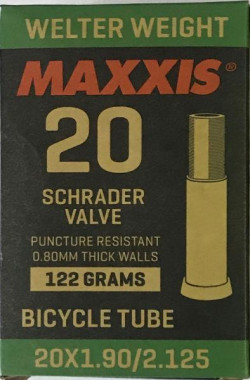 WELTER WEIGHT
MAXXIS®
20
SCHRADER
VALVE
PUNCTURE RESISTANT
0.80MM THICK WALLS
122 GRAMS
BICYCLE TUBE
20X1.90/2.125